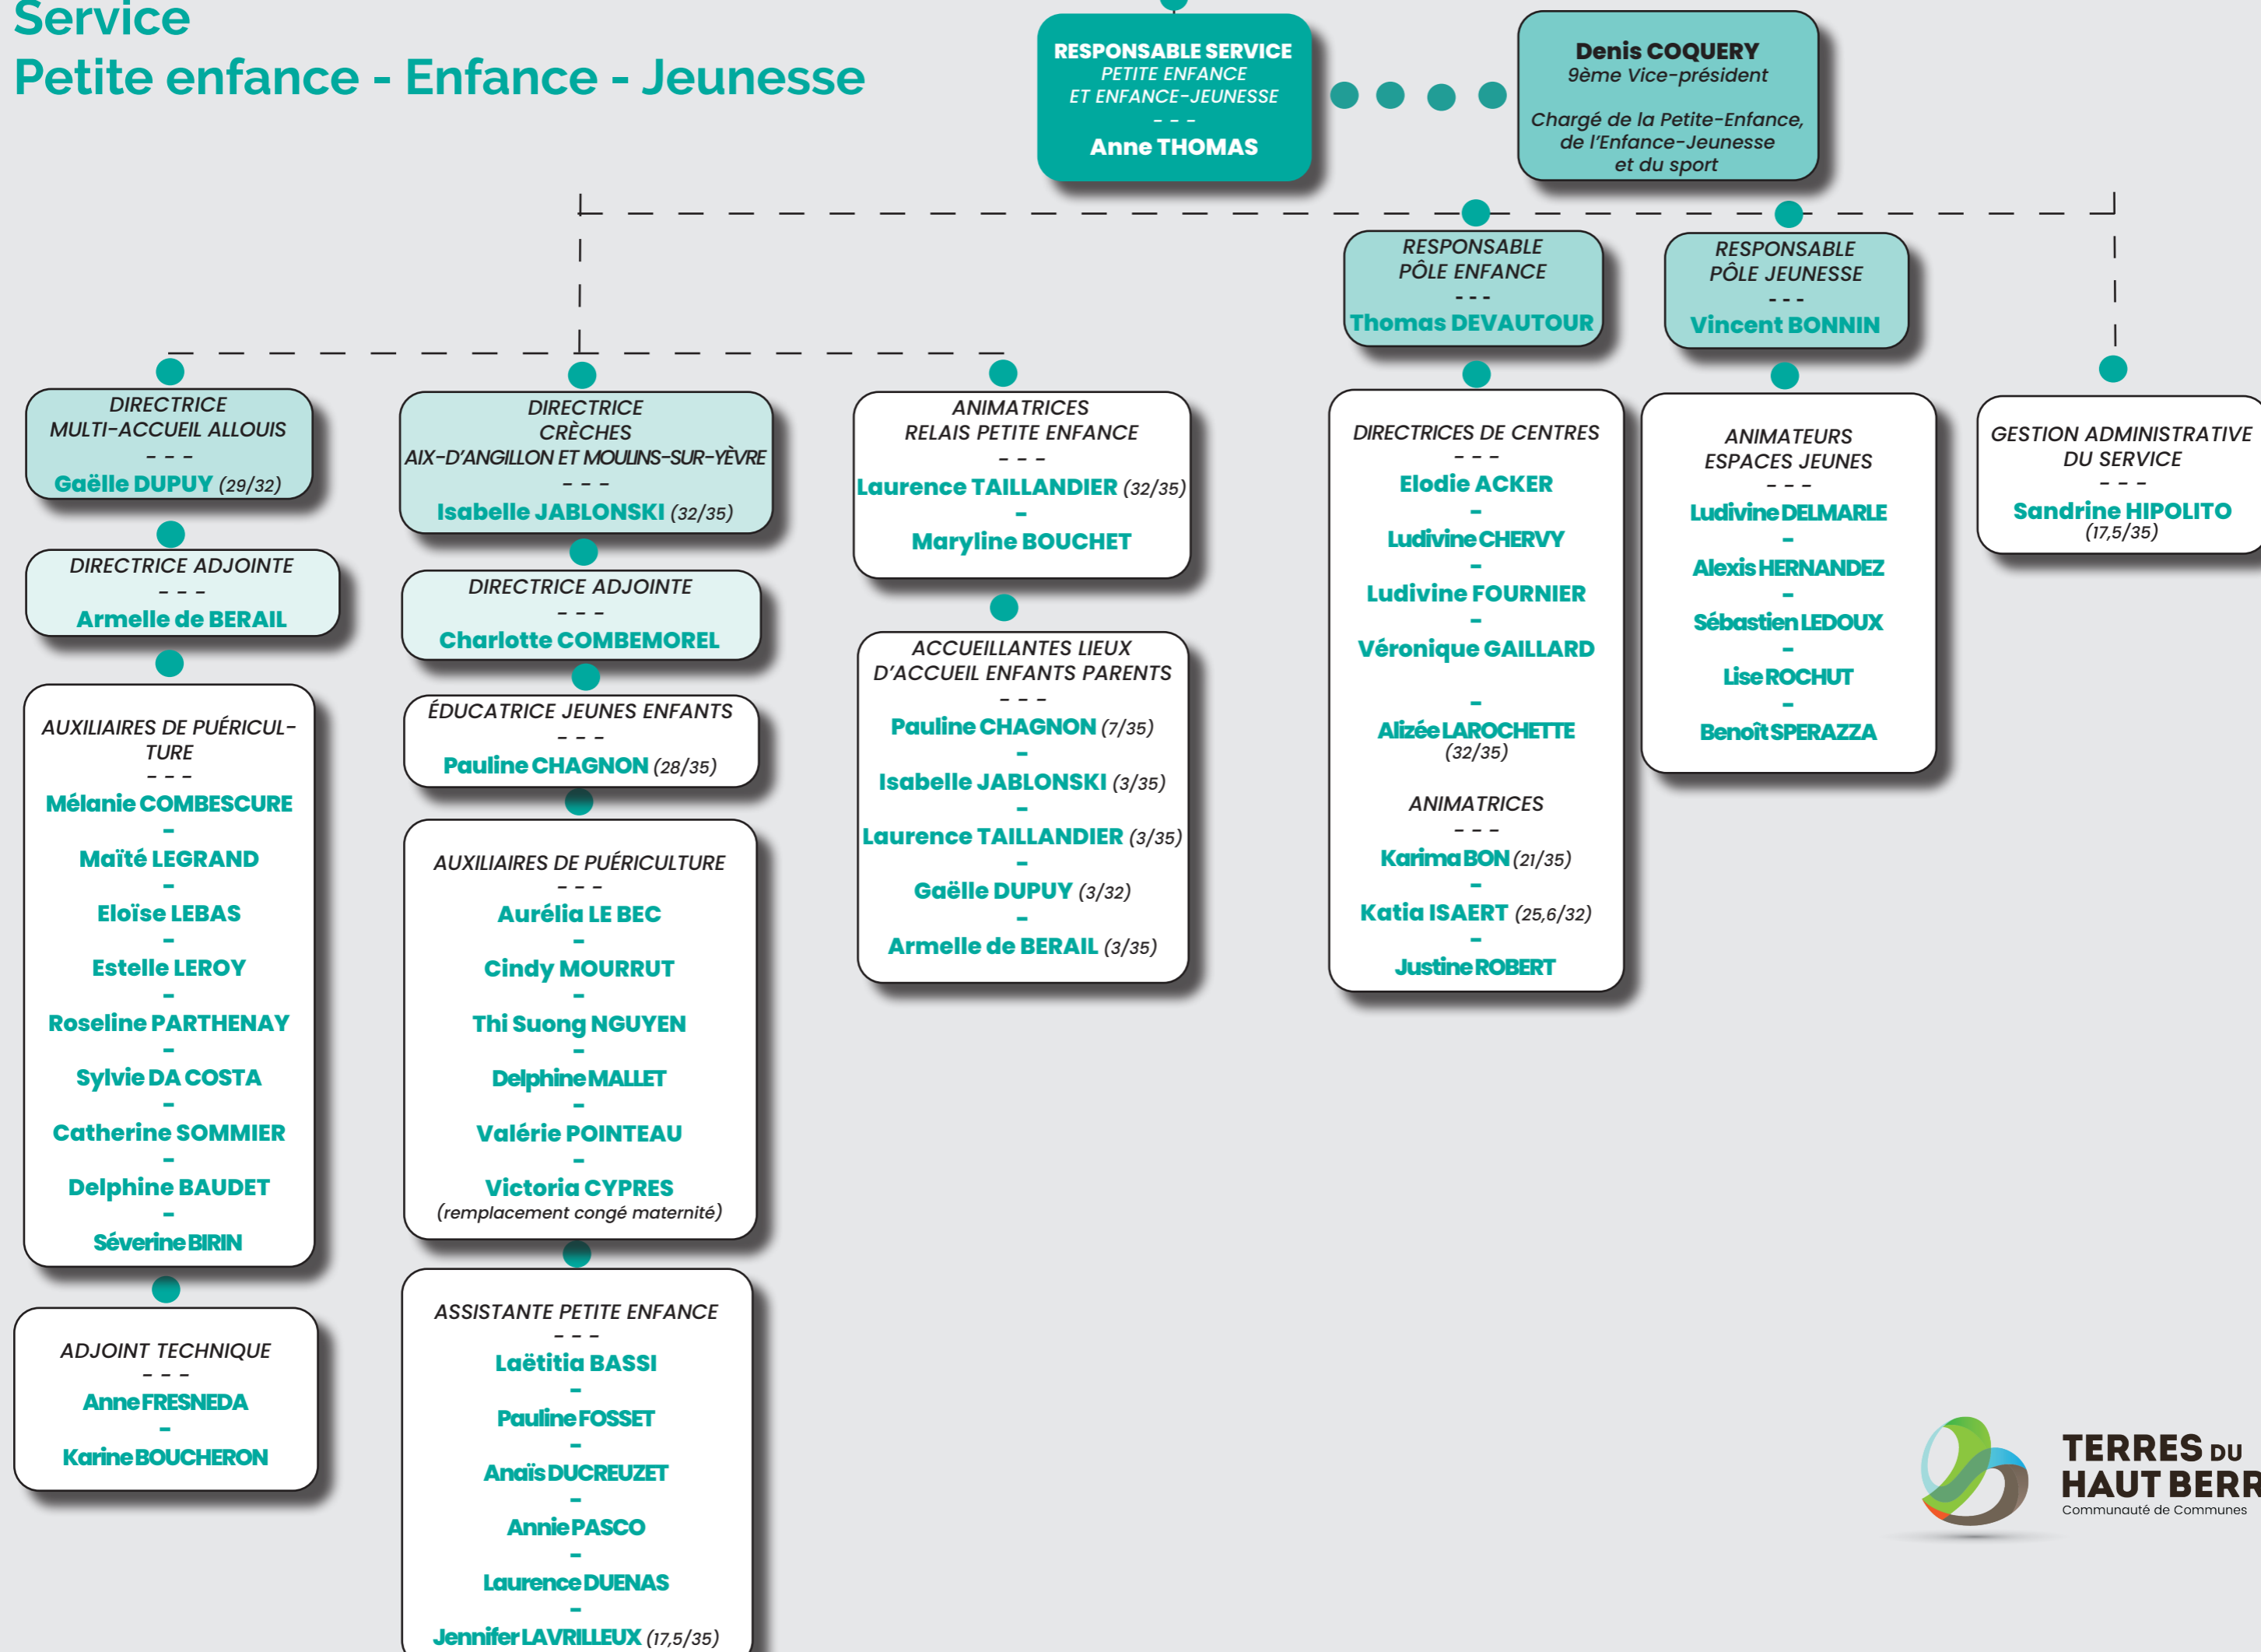 Service
Petite enfance - Enfance - Jeunesse
RESPONSABLE SERVICE
PETITE ENFANCE
ET ENFANCE-JEUNESSE
- - -
Anne THOMAS
Denis COQUERY
9ème Vice-président
Chargé de la Petite-Enfance,
de l'Enfance-Jeunesse
et du sport
RESPONSABLE
PÔLE ENFANCE
- - -
Thomas DEVAUTOUR
RESPONSABLE
PÔLE JEUNESSE
- - -
Vincent BONNIN
DIRECTRICE
MULTI-ACCUEIL ALLOUIS
- - -
Gaëlle DUPUY (29/32)
DIRECTRICE ADJOINTE
- - -
Armelle de BERAIL
AUXILIAIRES DE PUÉRICUL-
TURE
- - -
Mélanie COMBESCURE
-
Maïté LEGRAND
-
Eloïse LEBAS
-
Estelle LEROY
-
Roseline PARTHENAY
-
Sylvie DA COSTA
-
Catherine SOMMIER
-
Delphine BAUDET
-
Séverine BIRIN
ADJOINT TECHNIQUE
- - -
Anne FRESNEDA
-
Karine BOUCHERON
DIRECTRICE
CRÈCHES
AIX-D'ANGILLON ET MOULINS-SUR-YÈVRE
- - -
Isabelle JABLONSKI (32/35)
DIRECTRICE ADJOINTE
- - -
Charlotte COMBEMOREL
ÉDUCATRICE JEUNES ENFANTS
- - -
Pauline CHAGNON (28/35)
AUXILIAIRES DE PUÉRICULTURE
- - -
Aurélia LE BEC
-
Cindy MOURRUT
-
Thi Suong NGUYEN
-
Delphine MALLET
-
Valérie POINTEAU
-
Victoria CYPRES
(remplacement congé maternité)
ASSISTANTE PETITE ENFANCE
- - -
Laëtitia BASSI
-
Pauline FOSSET
-
Anaïs DUCREUZET
-
Annie PASCO
-
Laurence DUENAS
-
Jennifer LAVRILLEUX (17,5/35)
ANIMATRICES
RELAIS PETITE ENFANCE
- - -
Laurence TAILLANDIER (32/35)
-
Maryline BOUCHET
ACCUEILLANTES LIEUX
D'ACCUEIL ENFANTS PARENTS
- - -
Pauline CHAGNON (7/35)
-
Isabelle JABLONSKI (3/35)
-
Laurence TAILLANDIER (3/35)
-
Gaëlle DUPUY (3/32)
-
Armelle de BERAIL (3/35)
DIRECTRICES DE CENTRES
- - -
Elodie ACKER
-
Ludivine CHERVY
-
Ludivine FOURNIER
-
Véronique GAILLARD
-
Alizée LAROCHETTE
(32/35)
ANIMATRICES
- - -
Karima BON (21/35)
-
Katia ISAERT (25,6/32)
-
Justine ROBERT
ANIMATEURS
ESPACES JEUNES
- - -
Ludivine DELMARLE
-
Alexis HERNANDEZ
-
Sébastien LEDOUX
-
Lise ROCHUT
-
Benoît SPERAZZA
GESTION ADMINISTRATIVE
DU SERVICE
- - -
Sandrine HIPOLITO
(17,5/35)
TERRES DU
HAUT BERR
Communauté de Communes